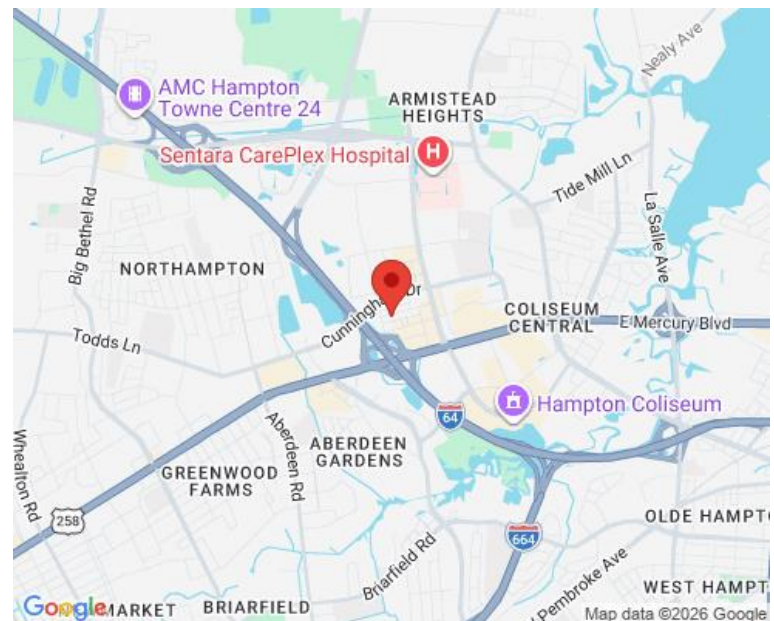 Nealy Ave
AMC Hampton
Towne Centre 24
ARMISTEAD
HEIGHTS
Sentara CarePlex Hospital
H
Tide Mill Ln
La Salle Ave
Big Bethel Rd
NORTHAMPTON
Cunningham Dr
COLISEUM
CENTRAL
E Mercury Blvd
Todds Ln
Hampton Coliseum
64
Aberdeen Rd
ABERDEEN
GARDENS
Whealton Rd
GREENWOOD
FARMS
258
OLDE HAMPT
664
Briarfield Rd
Pembroke Ave
WEST HAMPT
Google
MARKET
BRIARFIELD
Map data ©2026 Google